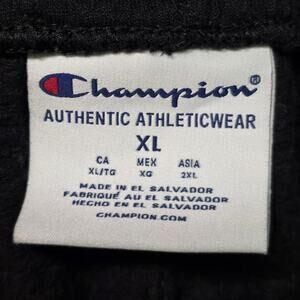 Champion®
AUTHENTIC ATHLETICWEAR
XL
CA MEX ASIA
XL/TG XG 2XL
MADE IN EL SALVADOR
FABRIQUÉ AU EL SALVADOR
HECHO EN EL SALVADOR
CHAMPION.COM